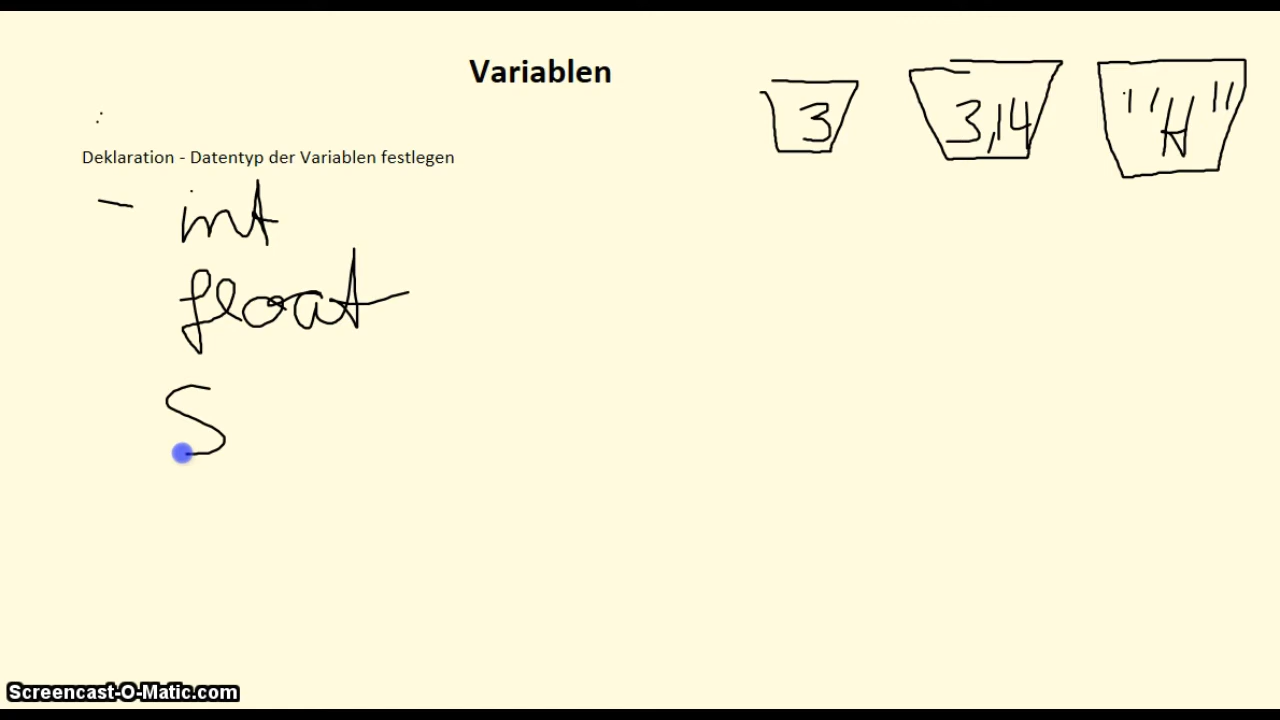 Variablen
3
3,14
"H"
Deklaration - Datentyp der Variablen festlegen
- int
float
S
Screencast-O-Matic.com